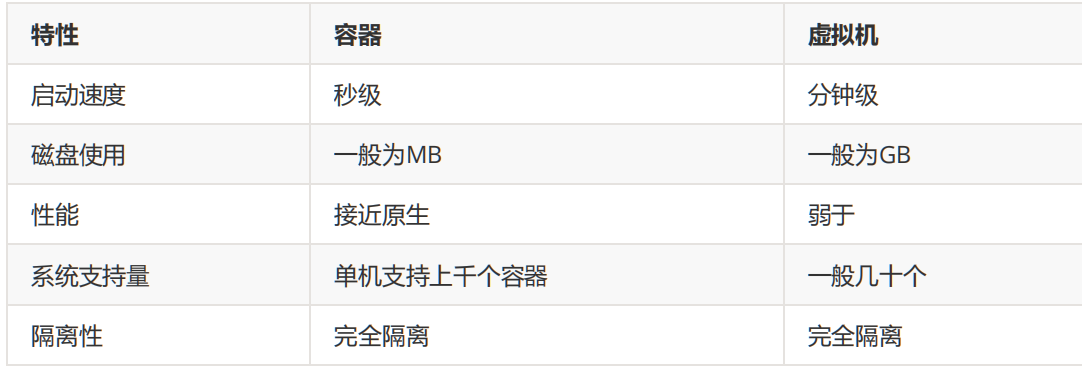 特性 容器 虚拟机
启动速度 秒级 分钟级
磁盘使用 一般为MB 一般为GB
性能 接近原生 弱于
系统支持量 单机支持上千个容器 一般几十个
隔离性 完全隔离 完全隔离